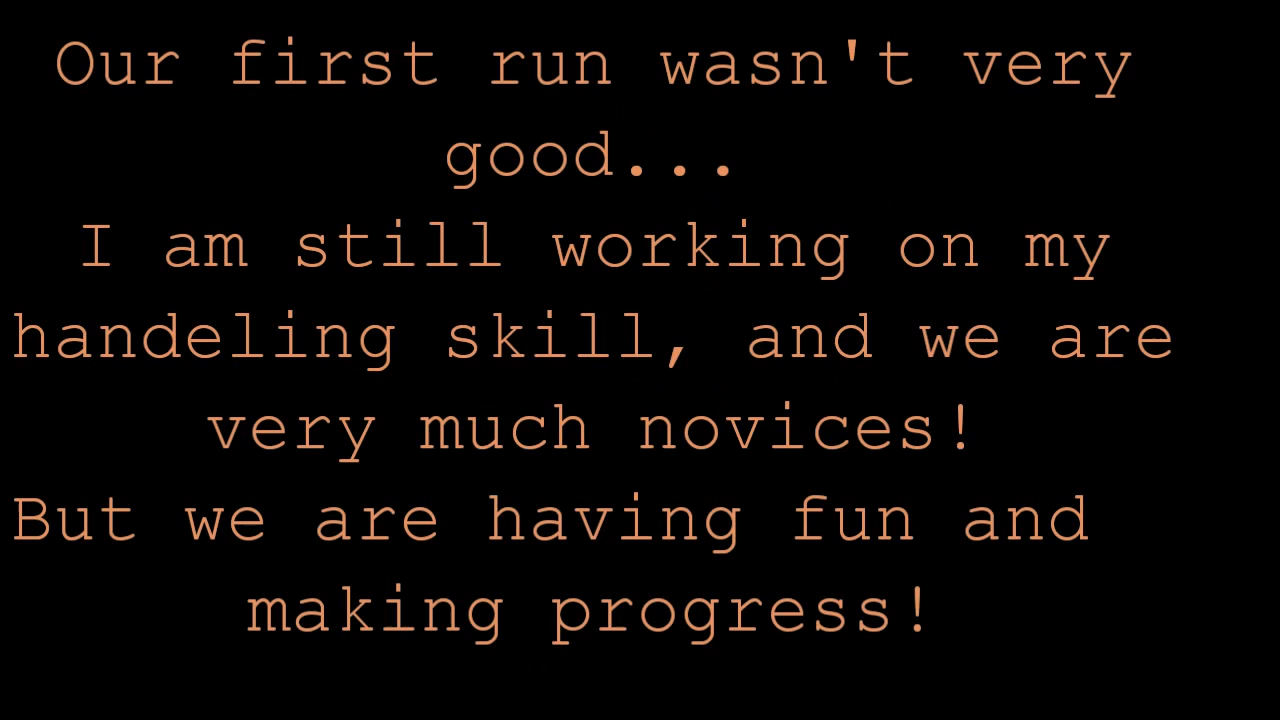 Our first run wasn't very
good...
I am still working on my
handeling skill, and we are
very much novices!
But we are having fun and
making progress!